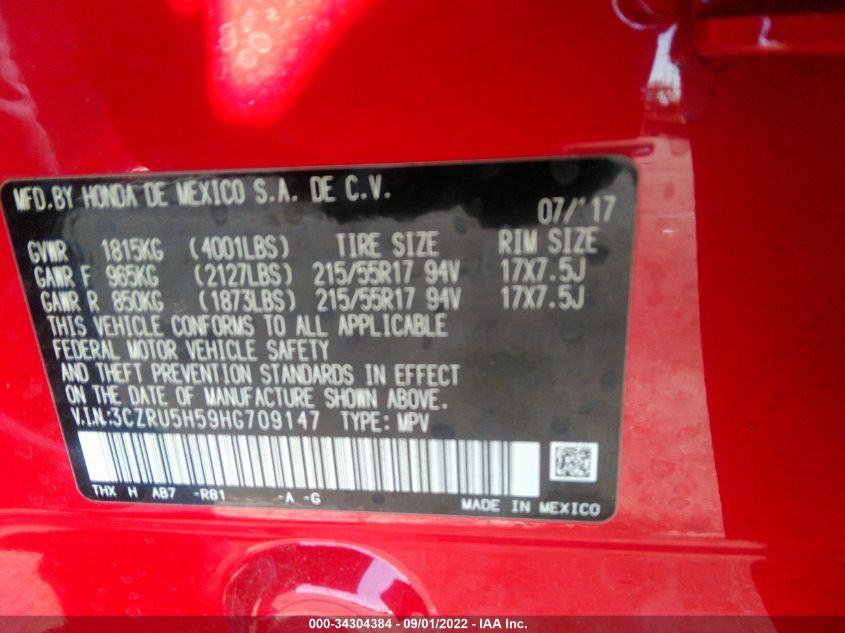 MFD.BY HONDA DE MEXICO S.A. DE C.V.
07/'17
GVWR 1815KG (4001LBS) TIRE SIZE RIM SIZE
GAWR F 965KG (2127LBS) 215/55R17 94V 17X7.5J
GAWR R 850KG (1873LBS) 215/55R17 94V 17X7.5J
THIS VEHICLE CONFORMS TO ALL APPLICABLE
FEDERAL MOTOR VEHICLE SAFETY
AND THEFT PREVENTION STANDARDS IN EFFECT
ON THE DATE OF MANUFACTURE SHOWN ABOVE.
V.I.N:3CZRU5H59HG709147 TYPE: MPV
THX H AB7 -R81 -A -G
MADE IN MEXICO
000-34304384 - 09/01/2022 - IAA Inc.